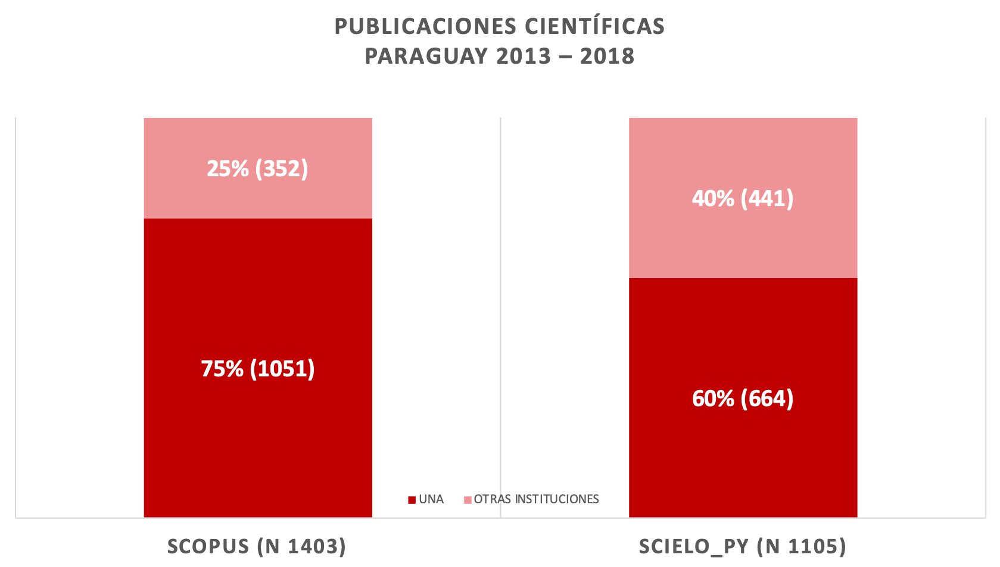 PUBLICACIONES CIENTÍFICAS
PARAGUAY 2013 – 2018
25% (352)
40% (441)
75% (1051)
60% (664)
UNA
OTRAS INSTITUCIONES
SCOPUS (N 1403)
SCIELO_PY (N 1105)